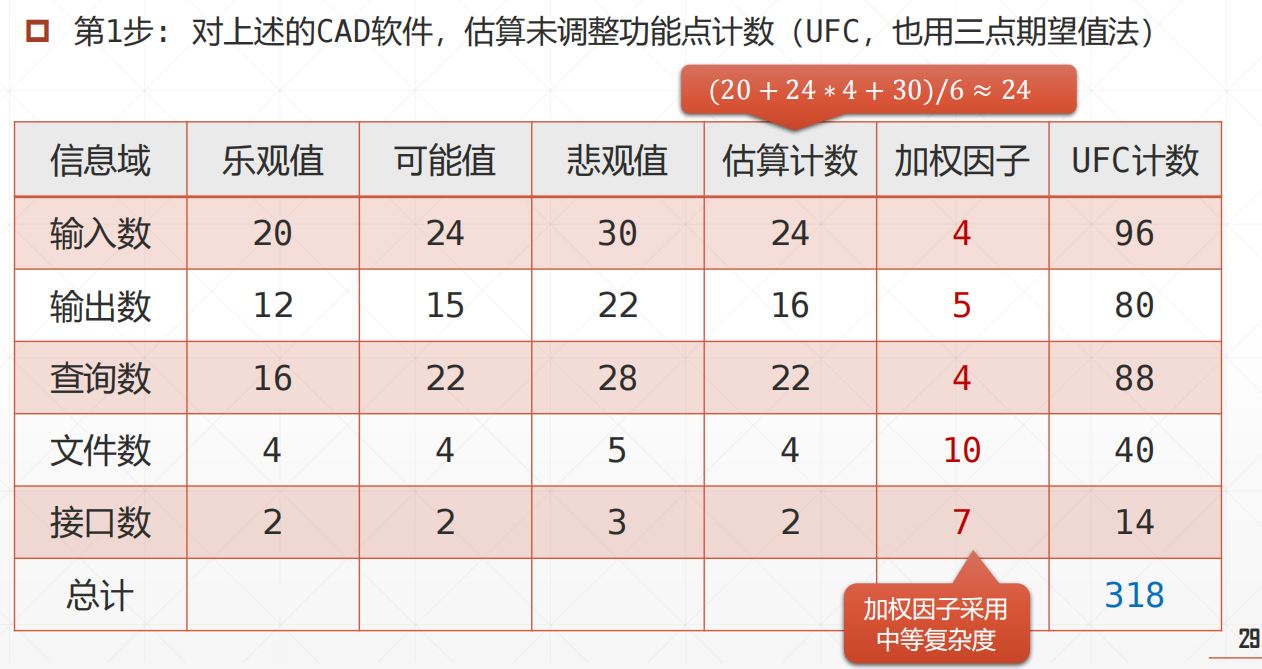 第1步: 对上述的CAD软件, 估算未调整功能点计数 (UFC, 也用三点期望值法)
(20 + 24 ∗ 4 + 30)/6 ≈ 24
信息域 乐观值 可能值 悲观值 估算计数 加权因子 UFC计数
输入数 20 24 30 24 4 96
输出数 12 15 22 16 5 80
查询数 16 22 28 22 4 88
文件数 4 4 5 4 10 40
接口数 2 2 3 2 7 14
总计 318
加权因子采用
中等复杂度
29